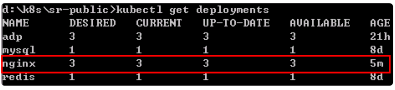 d:\k8s\sr-public>kubectl get deployments
NAME DESIRED CURRENT UP-TO-DATE AVAILABLE AGE
adp 3 3 3 3 21h
mysql 1 1 1 1 8d
nginx 3 3 3 3 5m
redis 1 1 1 1 8d